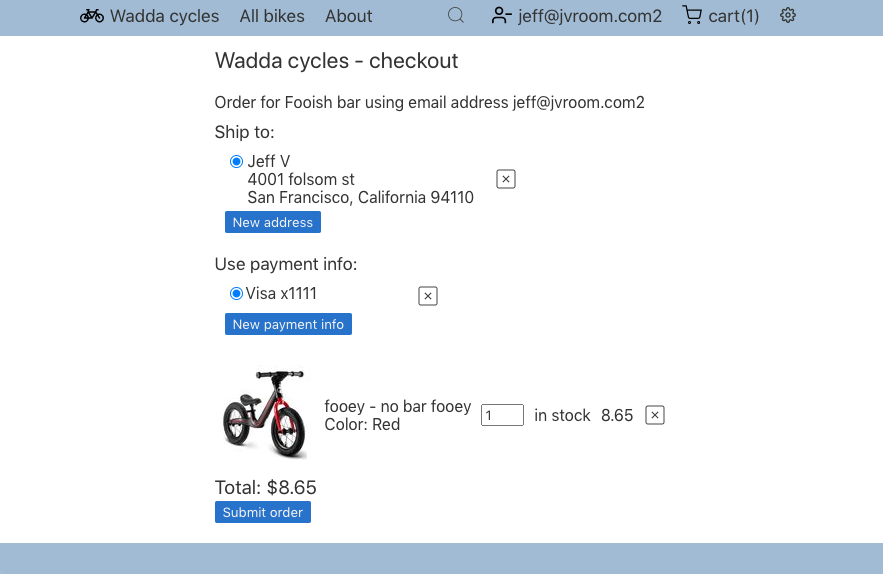 Wadda cycles All bikes About jeff@jvroom.com2 cart(1)
Wadda cycles - checkout
Order for Fooish bar using email address jeff@jvroom.com2
Ship to:
Jeff V
4001 folsom st
San Francisco, California 94110
New address
Use payment info:
Visa x1111
New payment info
fooey - no bar fooey
Color: Red
1 in stock 8.65
Total: $8.65
Submit order